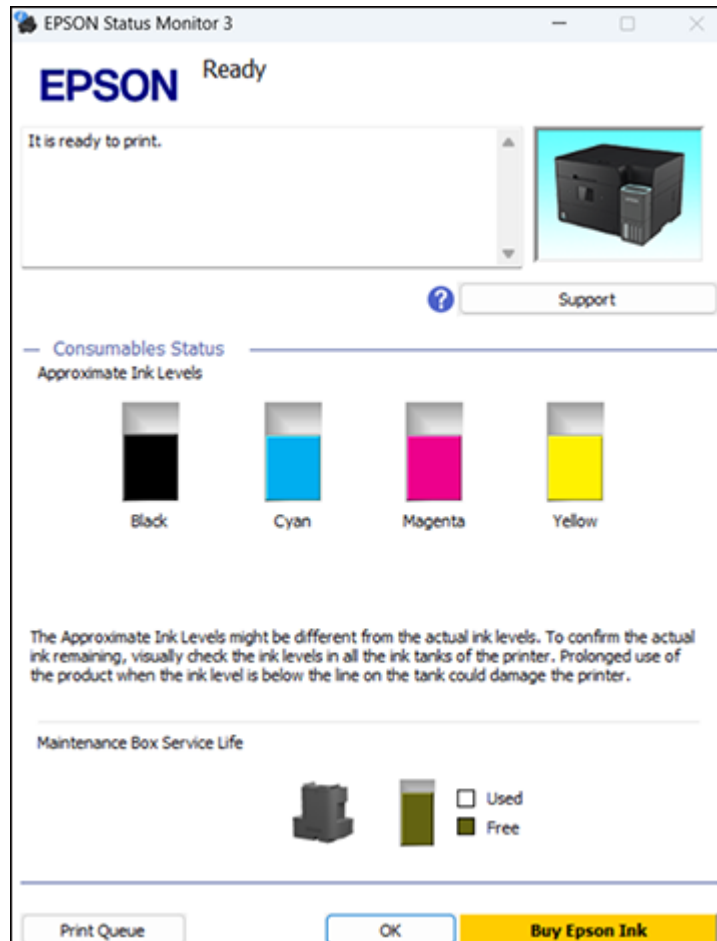 EPSON Status Monitor 3
EPSON
Ready
It is ready to print.
Support
Consumables Status
Approximate Ink Levels
Black
Cyan
Magenta
Yellow
The Approximate Ink Levels might be different from the actual ink levels. To confirm the actual
ink remaining, visually check the ink levels in all the ink tanks of the printer. Prolonged use of
the product when the ink level is below the line on the tank could damage the printer.
Maintenance Box Service Life
Used
Free
Print Queue
OK
Buy Epson Ink